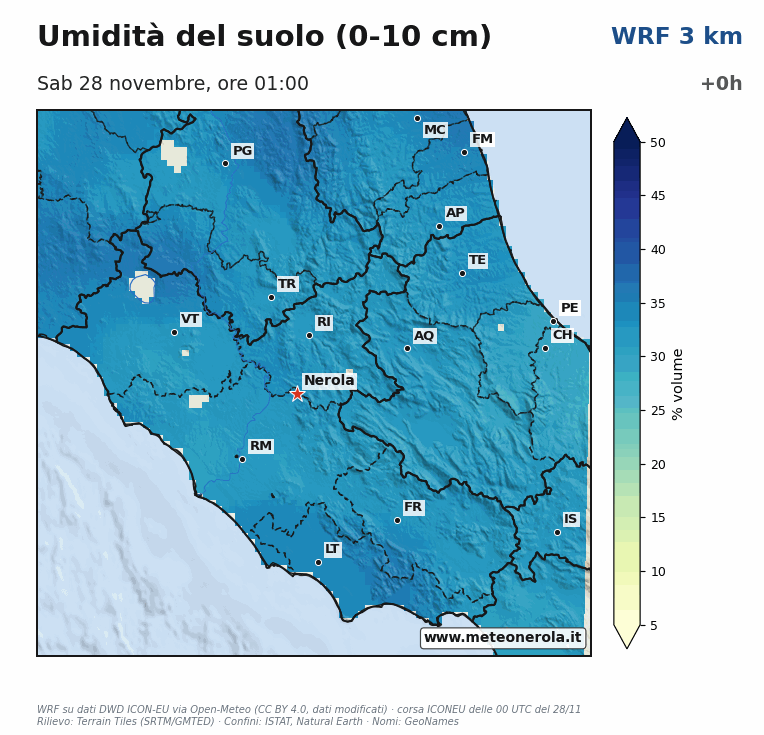 Umidità del suolo (0-10 cm)
WRF 3 km
Sab 28 novembre, ore 01:00
+0h
MC
FM
PG
AP
TE
TR
PE
VT
RI
CH
AQ
Nerola
RM
FR
IS
LT
www.meteonerola.it
50
45
40
35
30
25
20
15
10
5
% volume
WRF su dati DWD ICON-EU via Open-Meteo (CC BY 4.0, dati modificati) · corsa ICONEU delle 00 UTC del 28/11
Rilievo: Terrain Tiles (SRTM/GMTED) · Confini: ISTAT, Natural Earth · Nomi: GeoNames